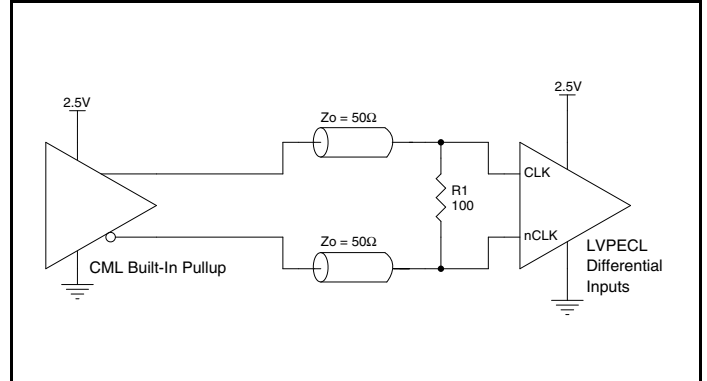 2.5V
2.5V
Zo = 50Ω
CLK
R1
100
nCLK
Zo = 50Ω
LVPECL
Differential
Inputs
CML Built-In Pullup